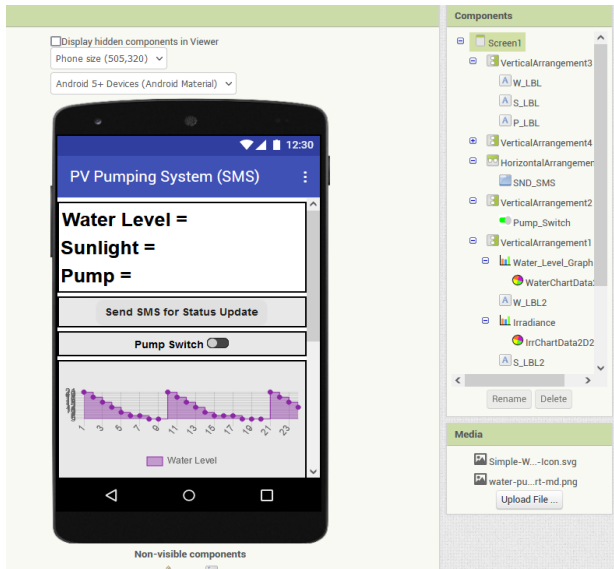 Display hidden components in Viewer
Phone size (505,320)
Android 5+ Devices (Android Material)
12:30
PV Pumping System (SMS)
Water Level =
Sunlight =
Pump =
Send SMS for Status Update
Pump Switch
1 3 5 7 9 11 13 15 17 19 21 23
Water Level
Non-visible components
Components
Screen1
VerticalArrangement3
W_LBL
S_LBL
P_LBL
VerticalArrangement4
HorizontalArrangemen
SND_SMS
VerticalArrangement2
Pump_Switch
VerticalArrangement1
Water_Level_Graph
WaterChartData2
W_LBL2
Irradiance
IrrChartData2D2
S_LBL2
Rename Delete
Media
Simple-W...-Icon.svg
water-pu...rt-md.png
Upload File ...